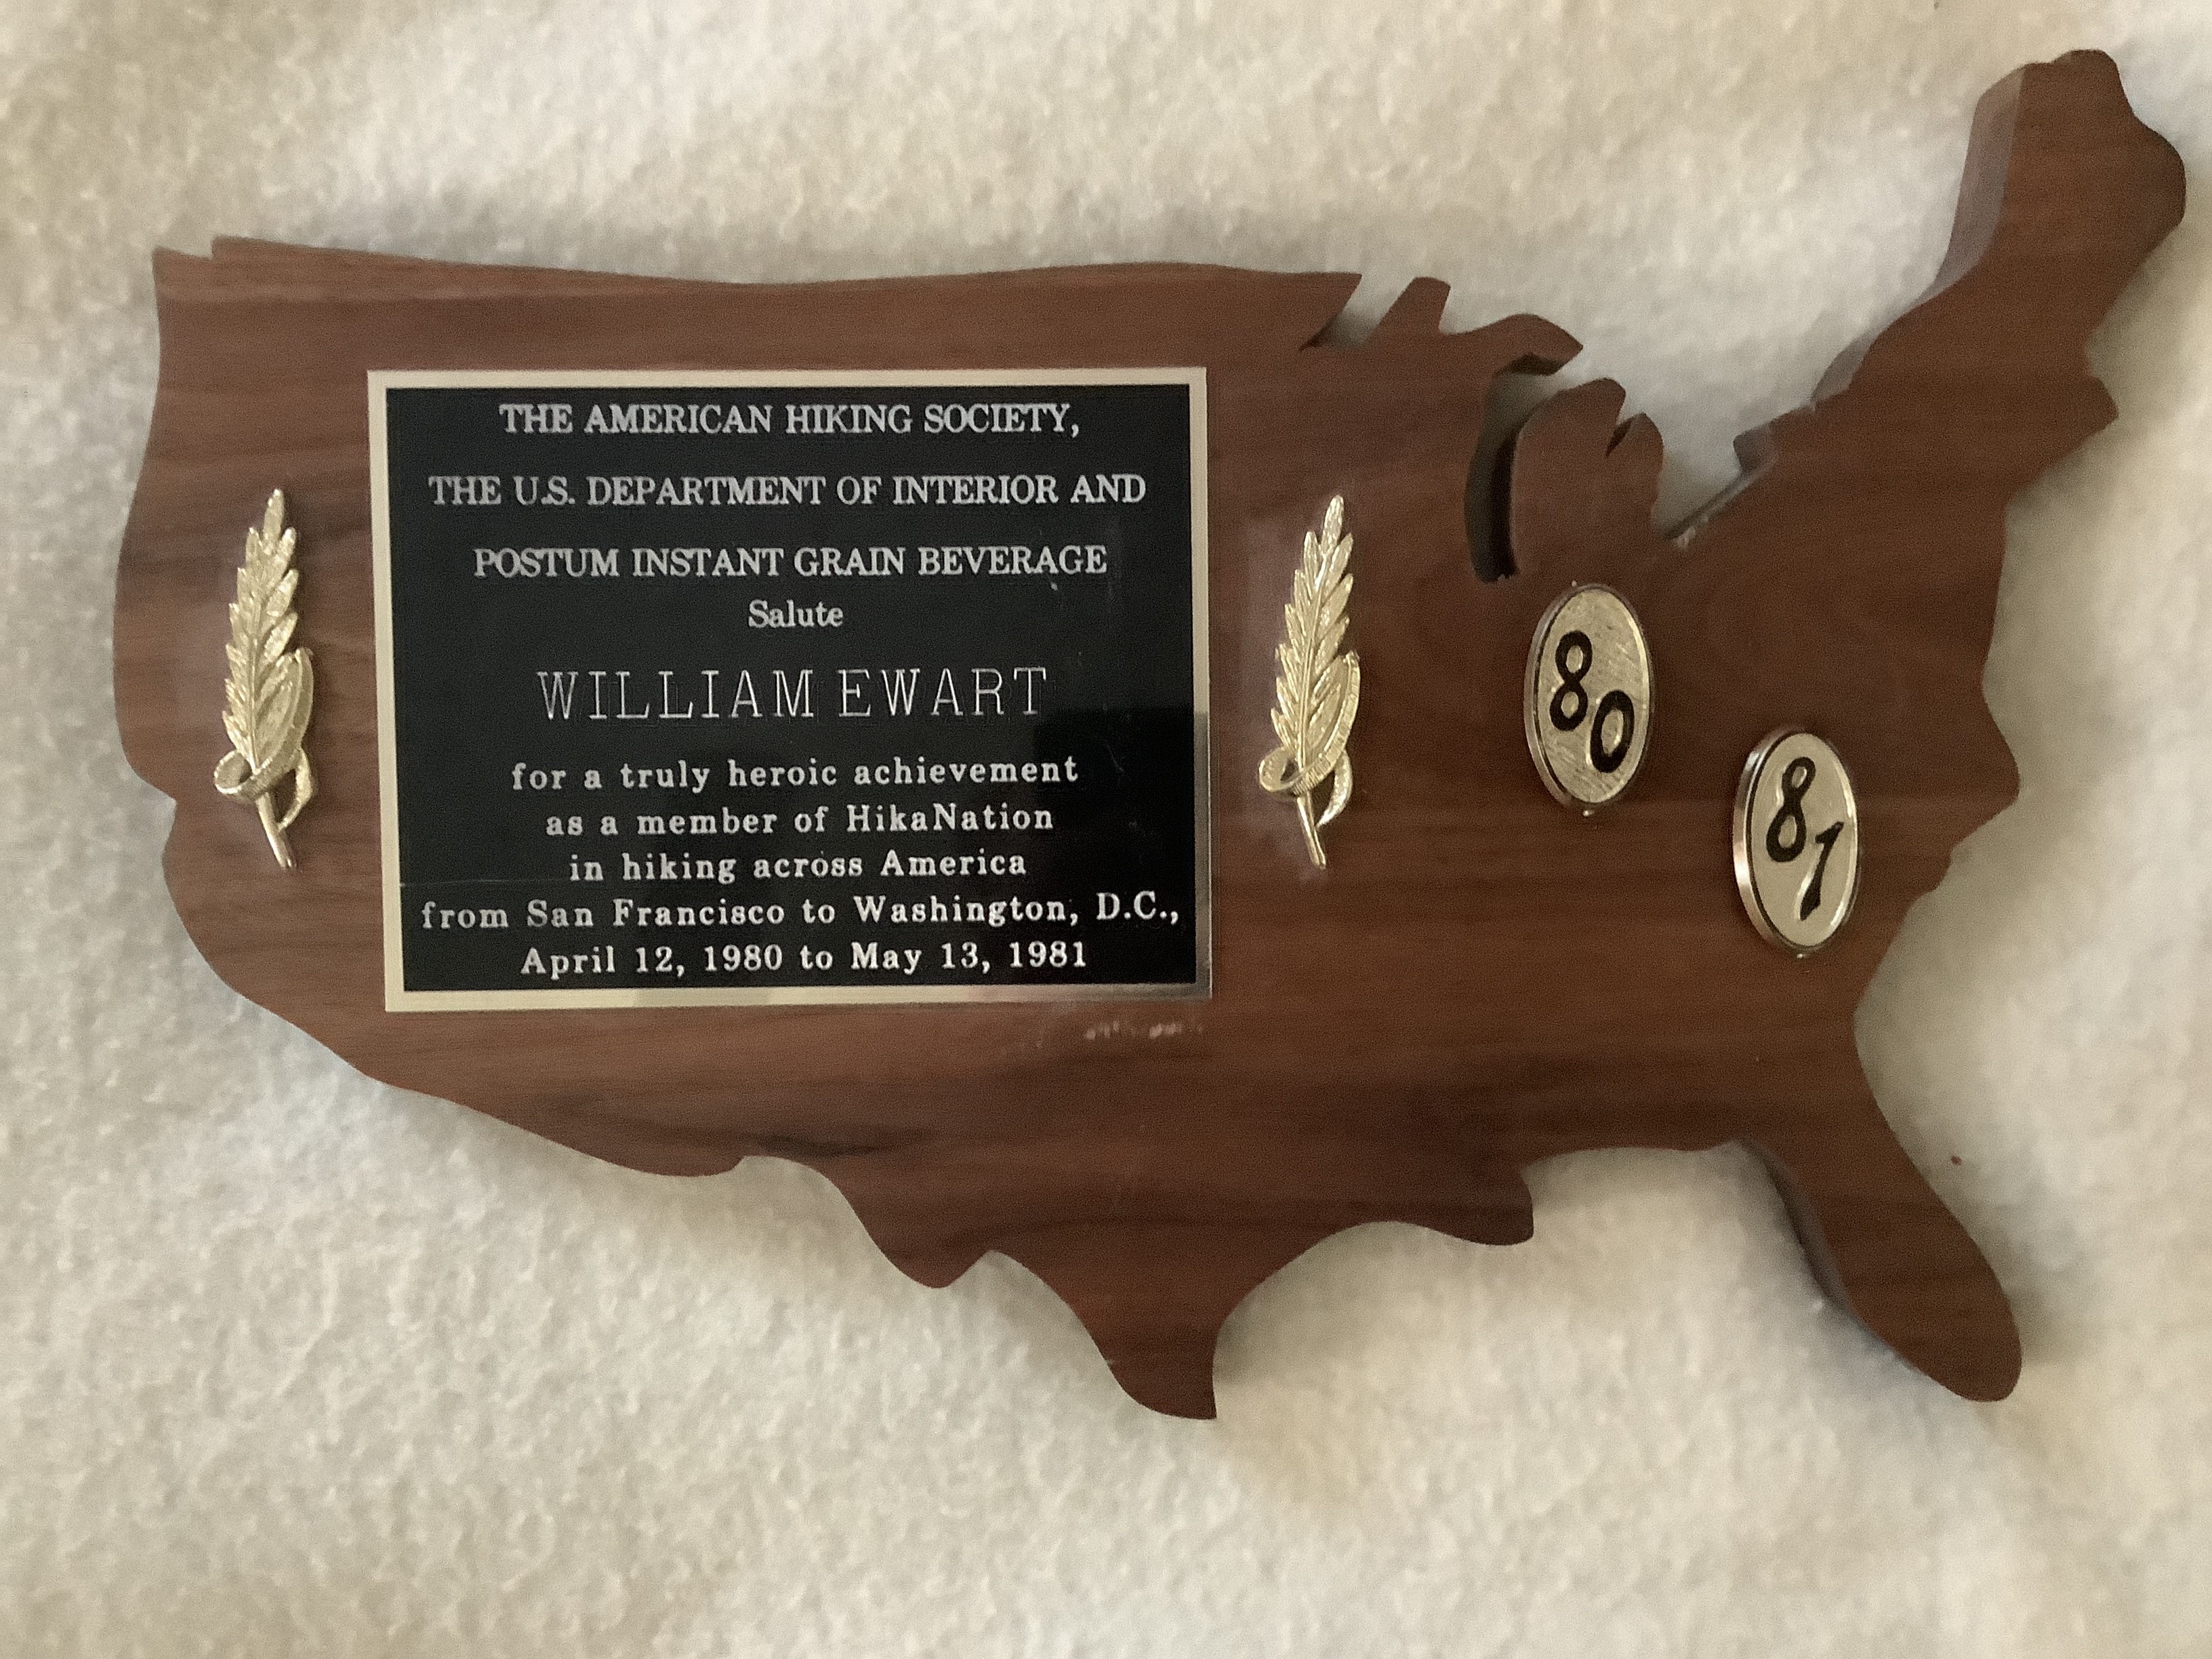 THE AMERICAN HIKING SOCIETY,
THE U.S. DEPARTMENT OF INTERIOR AND
POSTUM INSTANT GRAIN BEVERAGE
Salute
WILLIAM EWART
for a truly heroic achievement
as a member of HikaNation
in hiking across America
from San Francisco to Washington, D.C.,
April 12, 1980 to May 13, 1981
80
81